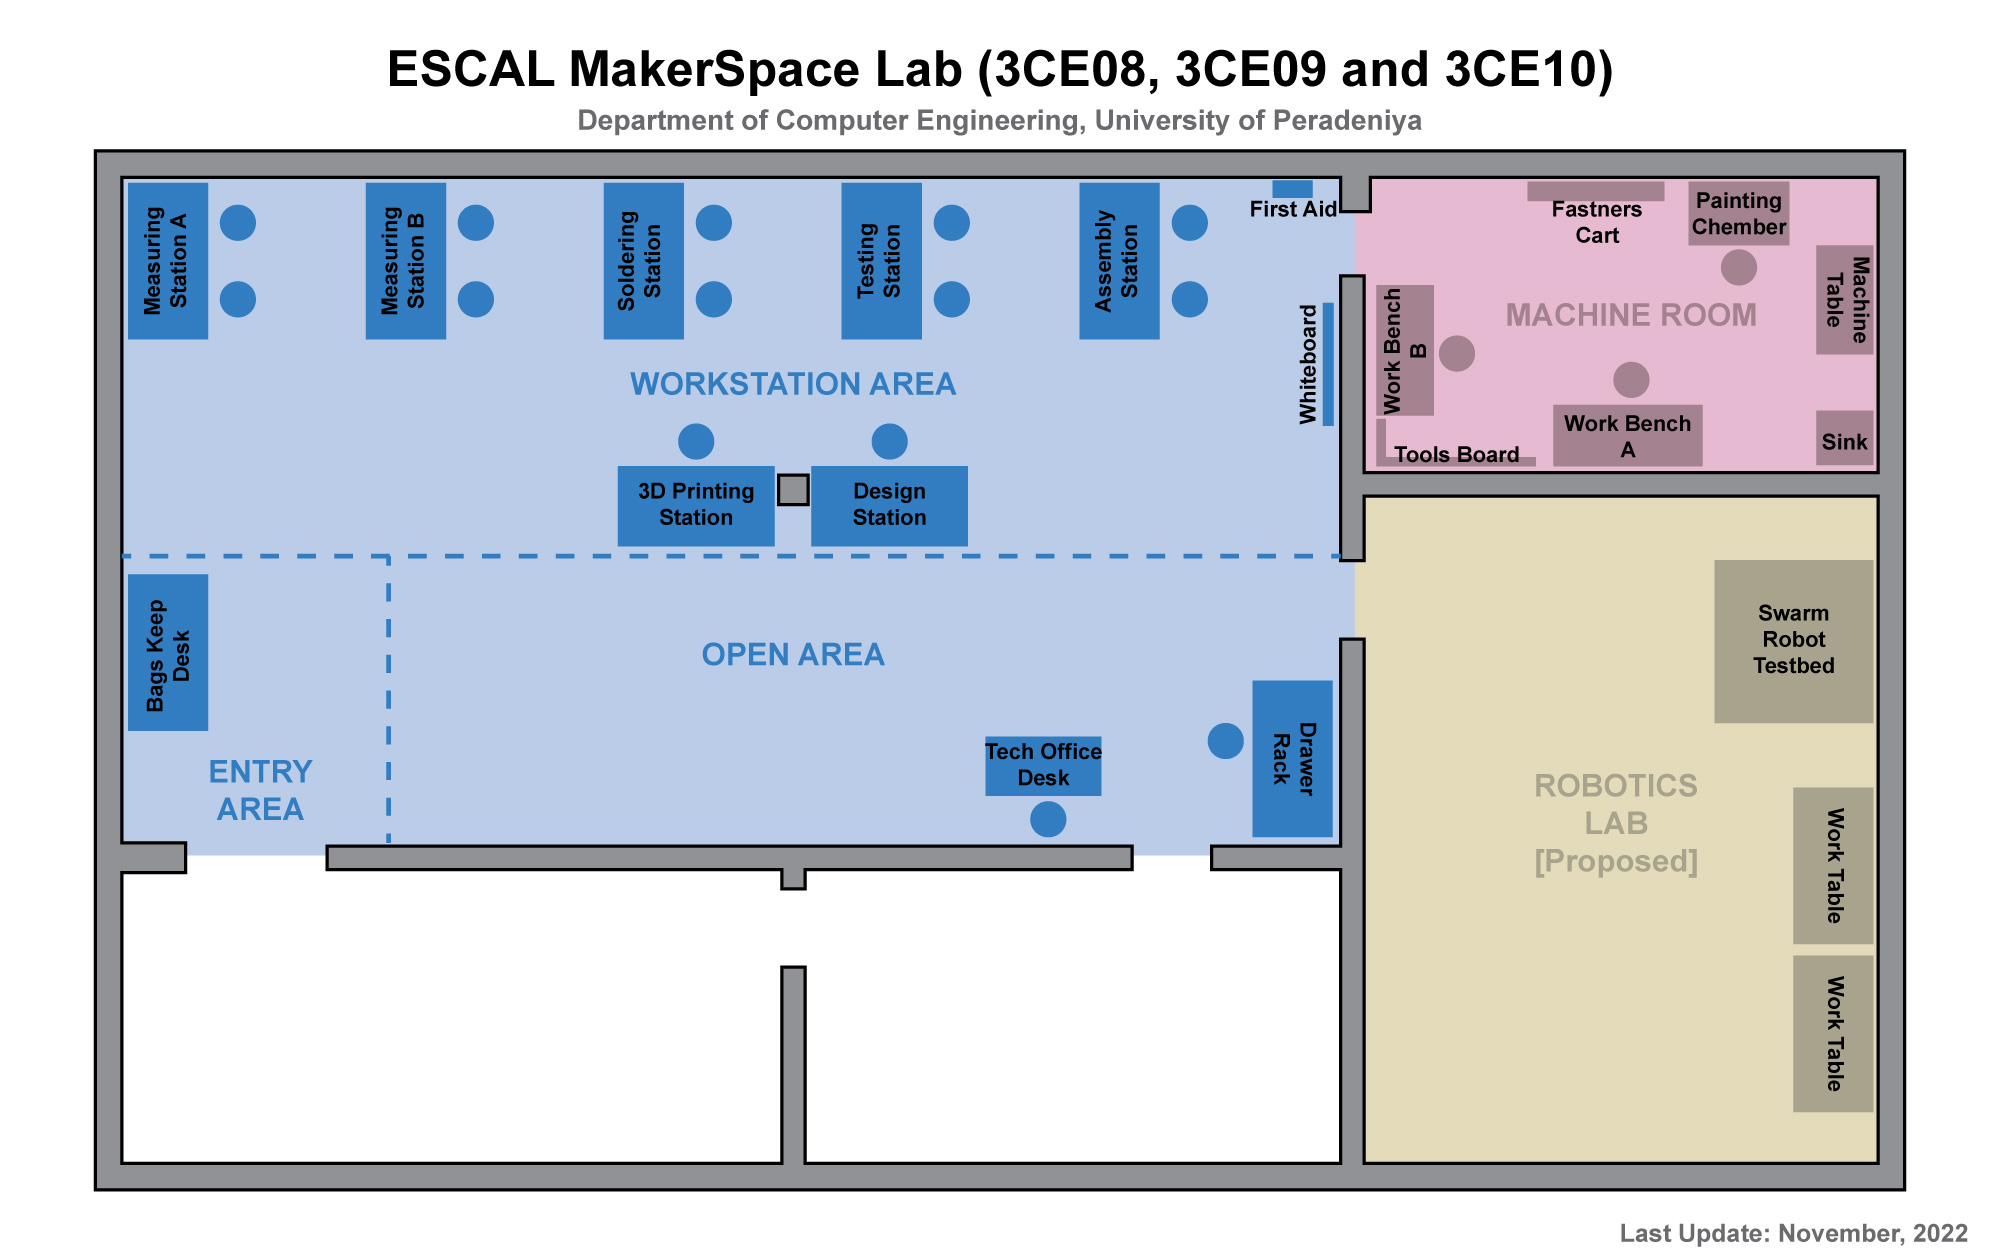 ESCAL MakerSpace Lab (3CE08, 3CE09 and 3CE10)
Department of Computer Engineering, University of Peradeniya
Measuring
Station A
Measuring
Station B
Soldering
Station
Testing
Station
Assembly
Station
First Aid
Whiteboard
WORKSTATION AREA
3D Printing
Station
Design
Station
Fastners
Cart
Painting
Chember
Machine
Table
MACHINE ROOM
Work Bench
B
Work Bench
A
Tools Board
Sink
Bags Keep
Desk
ENTRY
AREA
OPEN AREA
Tech Office
Desk
Drawer
Rack
Swarm
Robot
Testbed
ROBOTICS
LAB
[Proposed]
Work Table
Work Table
Last Update: November, 2022